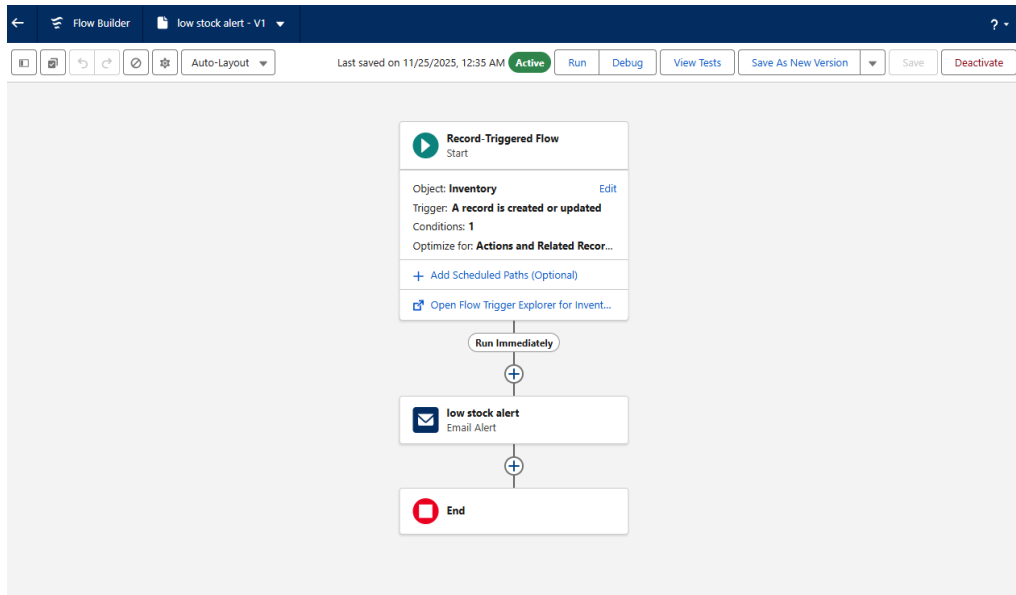 Flow Builder
low stock alert - V1
? 
Auto-Layout
Last saved on 11/25/2025, 12:35 AM
Active
Run
Debug
View Tests
Save As New Version
Save
Deactivate
Record-Triggered Flow
Start
Object: Inventory
Edit
Trigger: A record is created or updated
Conditions: 1
Optimize for: Actions and Related Recor...
+ Add Scheduled Paths (Optional)
Open Flow Trigger Explorer for Invent...
Run Immediately
low stock alert
Email Alert
End